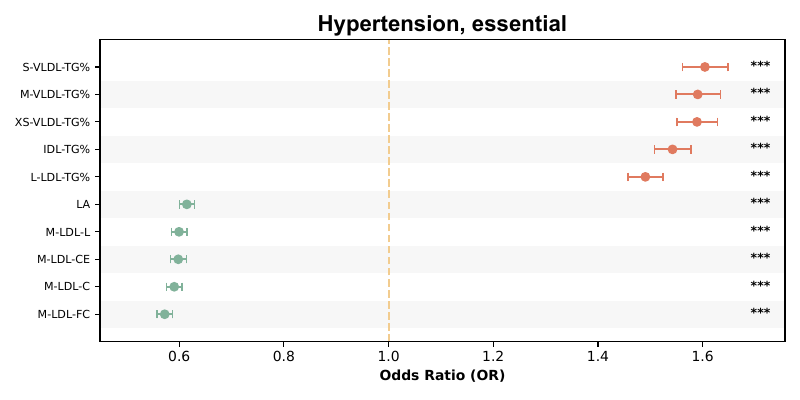 Hypertension, essential
S-VLDL-TG% ***
M-VLDL-TG% ***
XS-VLDL-TG% ***
IDL-TG% ***
L-LDL-TG% ***
LA ***
M-LDL-L ***
M-LDL-CE ***
M-LDL-C ***
M-LDL-FC ***
0.6 0.8 1.0 1.2 1.4 1.6
Odds Ratio (OR)